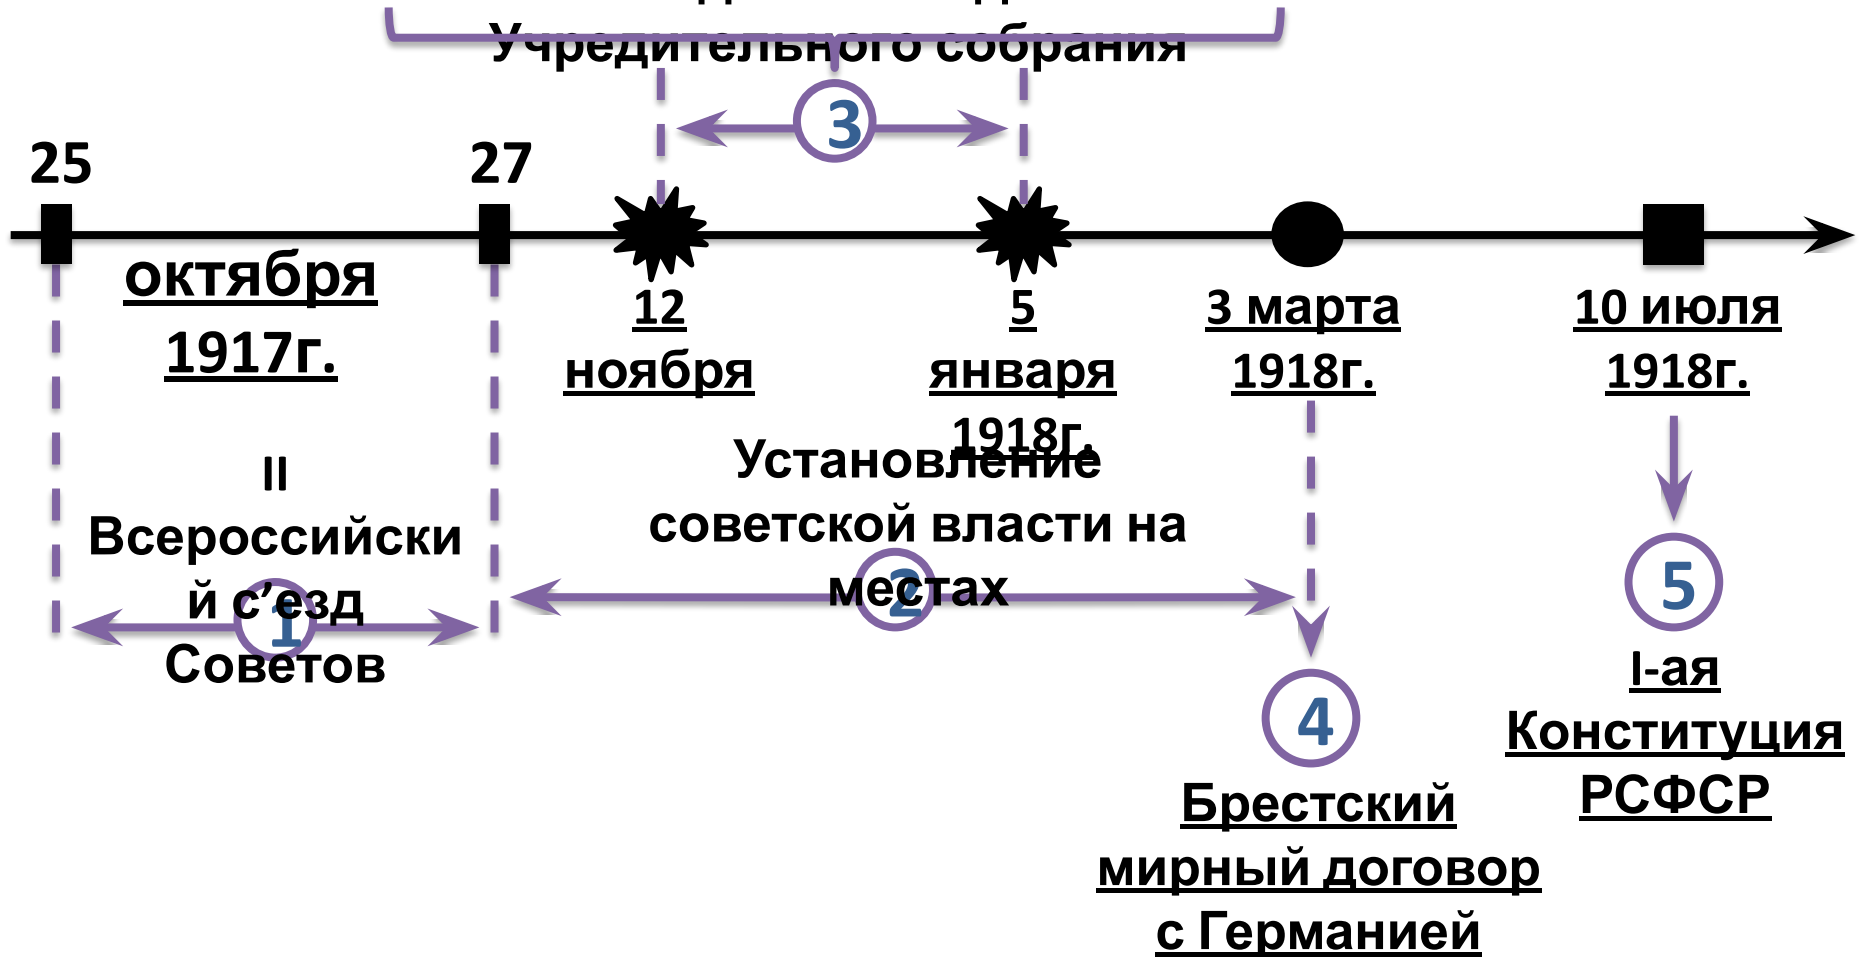 Учредительного собрания
3
25
27
октября
1917г.
12
ноября
5
января
1918г.
3 марта
1918г.
10 июля
1918г.
II
Всероссийски
й с’езд
Советов
1
Установление
советской власти на
местах
2
4
Брестский
мирный договор
с Германией
5
I-ая
Конституция
РСФСР